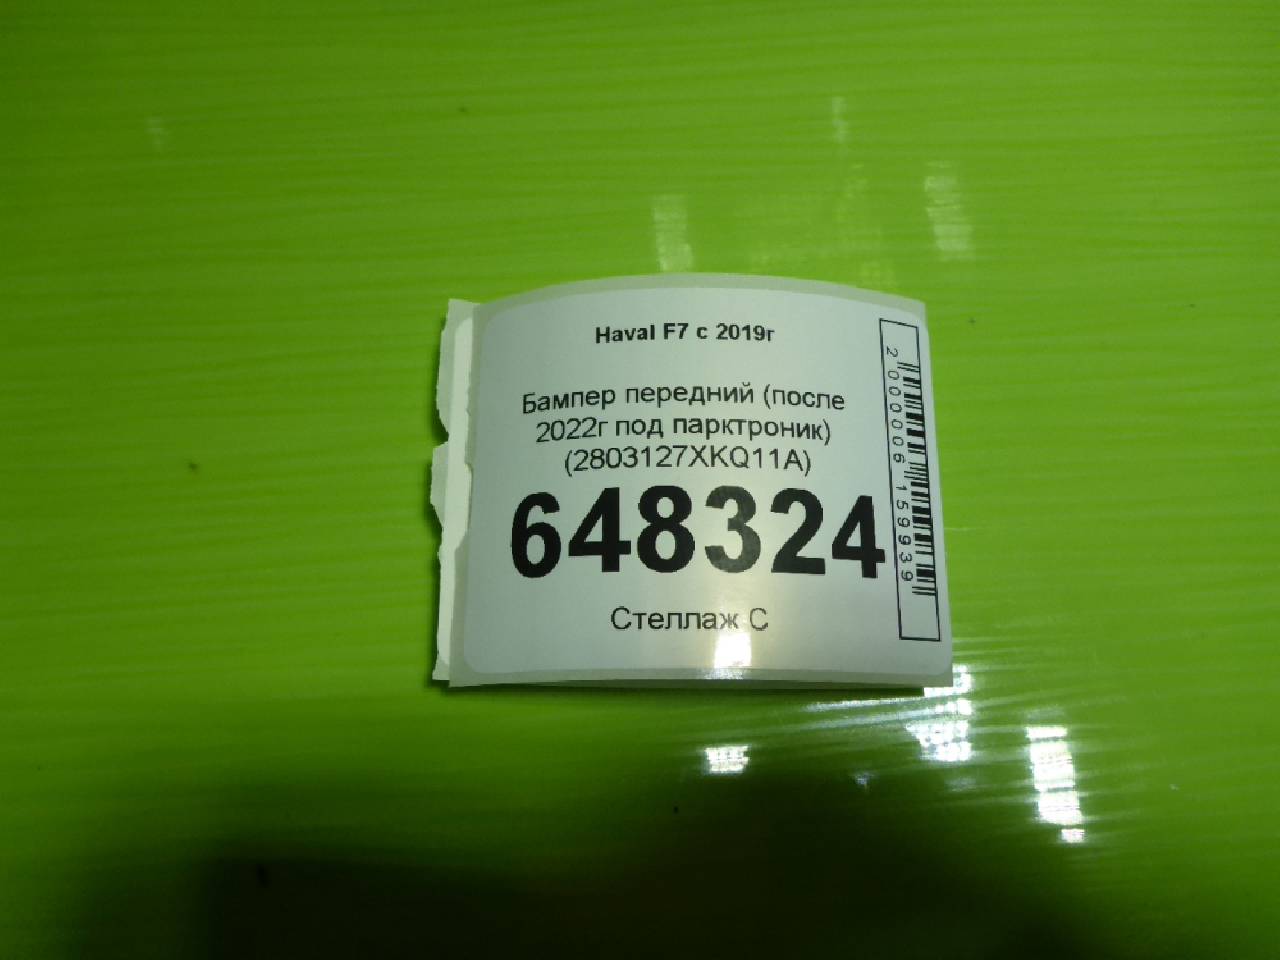 Haval F7 с 2019г
Бампер передний (после
2022г под парктроник)
(2803127XKQ11A)
648324
Стеллаж С
2000006159939